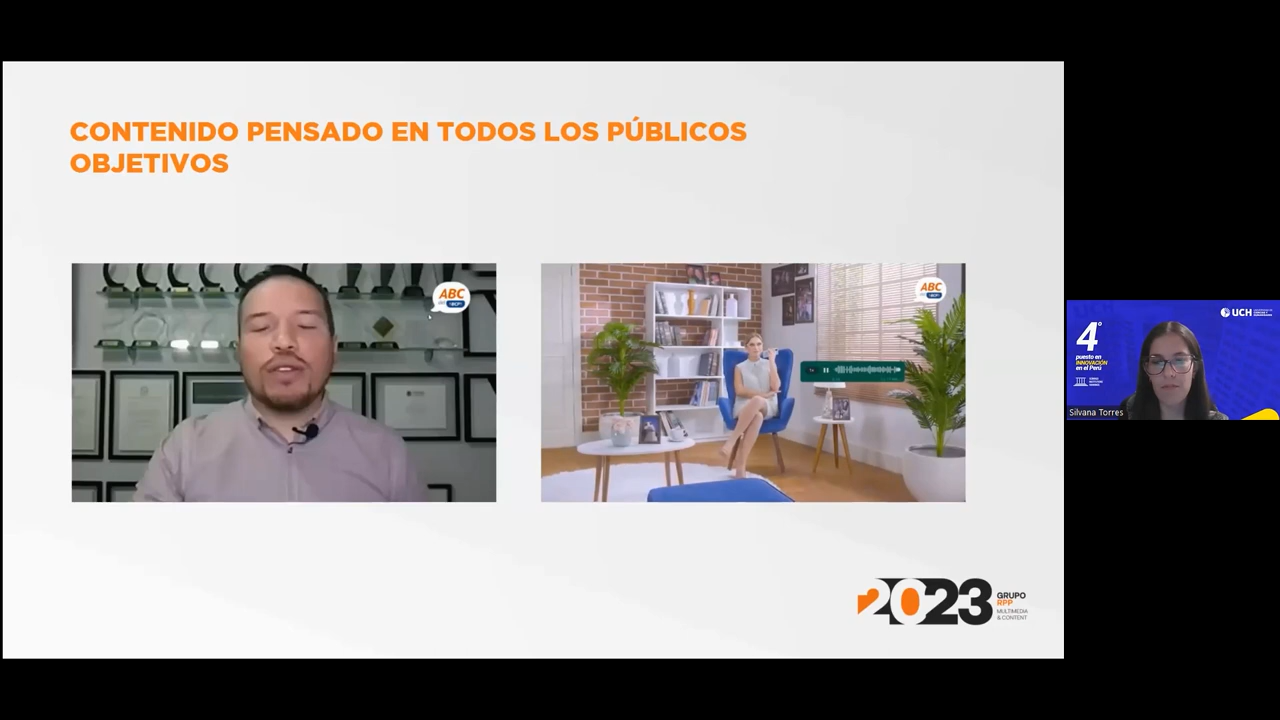 CONTENIDO PENSADO EN TODOS LOS PÚBLICOS
OBJETIVOS
ABC
ABC
2023
GRUPO
RPP
MULTIMEDIA
& CONTENT
UCH
4°
puesto en
INNOVACIÓN
en el Perú
Silvana Torres